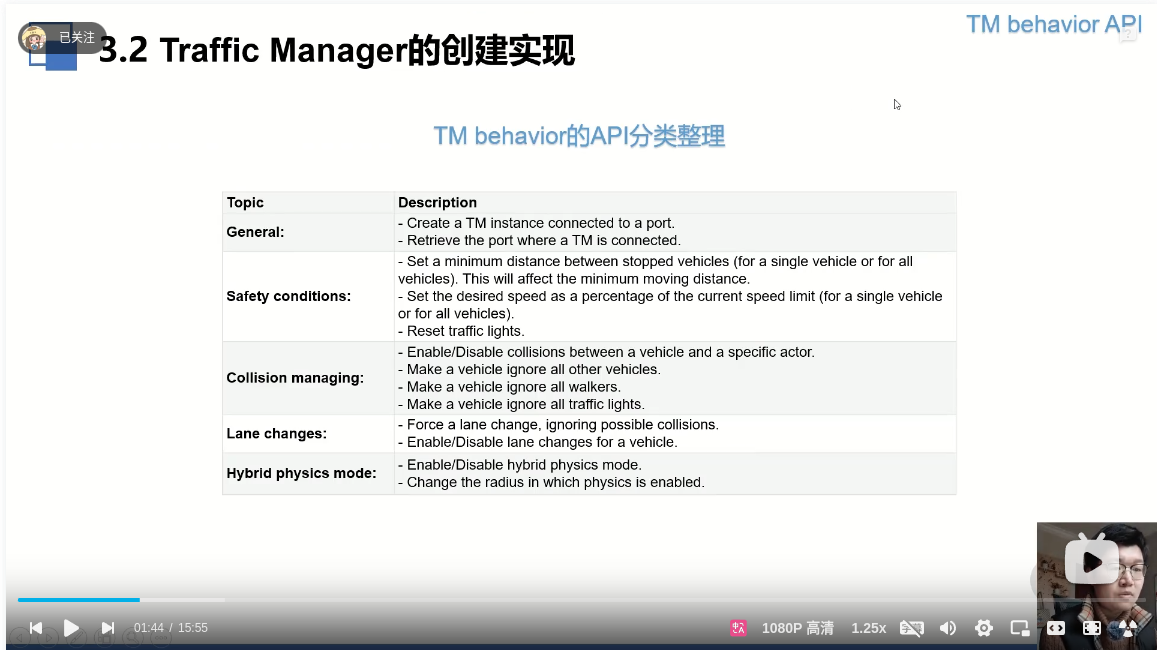 TM behavior API
已关注
3.2 Traffic Manager的创建实现
TM behavior的API分类整理
Topic
Description
General:
- Create a TM instance connected to a port.
- Retrieve the port where a TM is connected.
Safety conditions:
- Set a minimum distance between stopped vehicles (for a single vehicle or for all
vehicles). This will affect the minimum moving distance.
- Set the desired speed as a percentage of the current speed limit (for a single vehicle
or for all vehicles).
- Reset traffic lights.
Collision managing:
- Enable/Disable collisions between a vehicle and a specific actor.
- Make a vehicle ignore all other vehicles.
- Make a vehicle ignore all walkers.
- Make a vehicle ignore all traffic lights.
Lane changes:
- Force a lane change, ignoring possible collisions.
- Enable/Disable lane changes for a vehicle.
Hybrid physics mode:
- Enable/Disable hybrid physics mode.
- Change the radius in which physics is enabled.
01:44 / 15:55
1080P 高清
1.25x